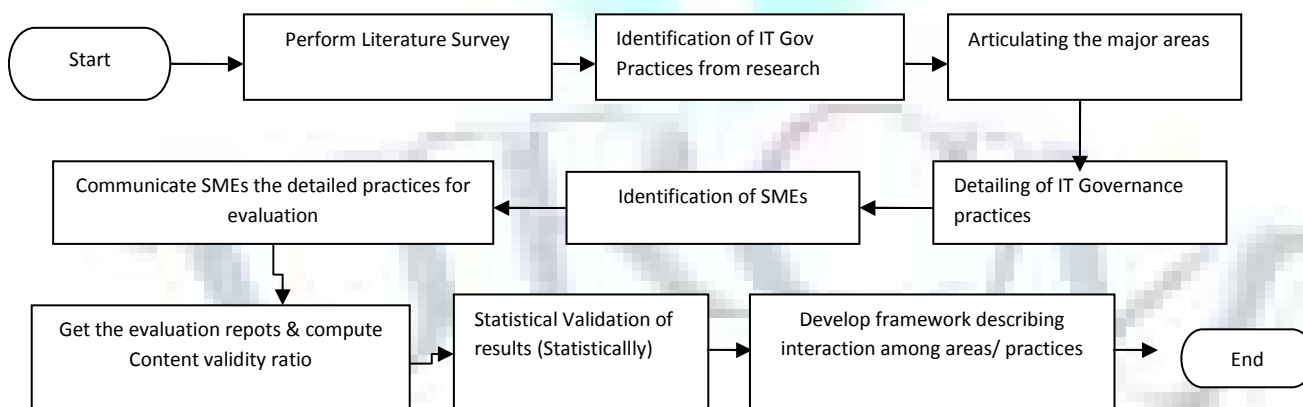 Start
Perform Literature Survey
Identification of IT Gov
Practices from research
Articulating the major areas
Detailing of IT Governance
practices
Identification of SMEs
Communicate SMEs the detailed practices for
evaluation
Get the evaluation repots & compute
Content validity ratio
Statistical Validation of
results (Statisticallly)
Develop framework describing
interaction among areas/ practices
End